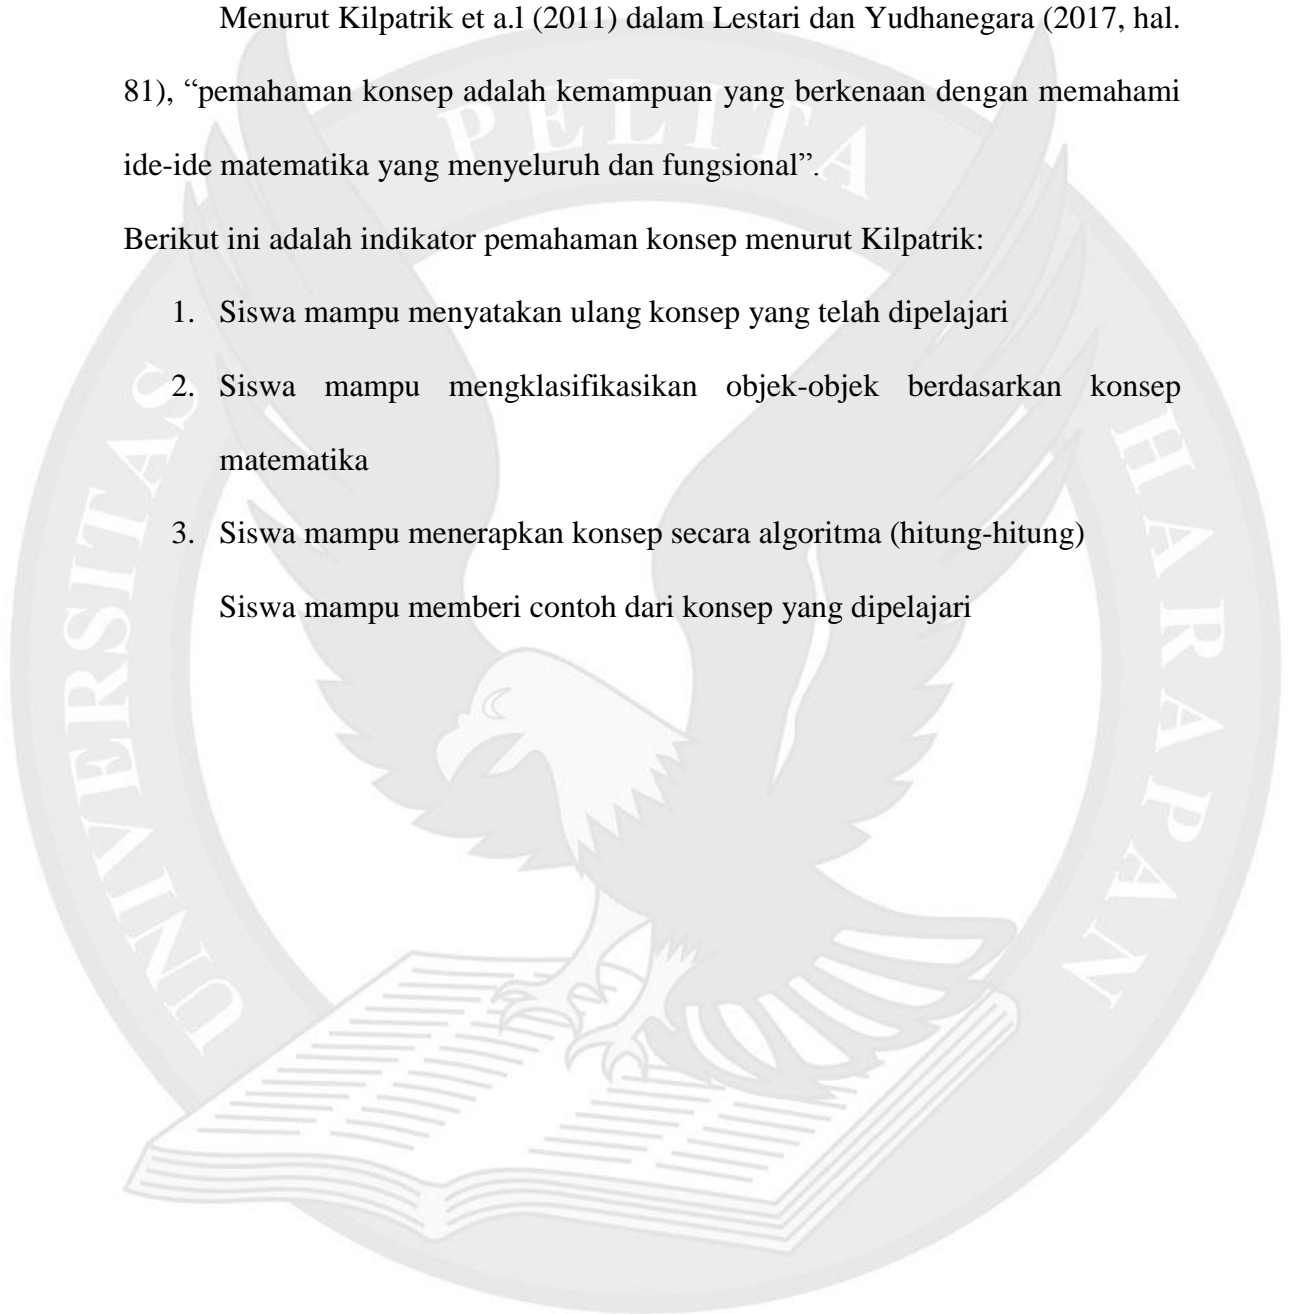 Menurut Kilpatrik et a.l (2011) dalam Lestari dan Yudhanegara (2017, hal.
81), “pemahaman konsep adalah kemampuan yang berkenaan dengan memahami
ide-ide matematika yang menyeluruh dan fungsional”.
Berikut ini adalah indikator pemahaman konsep menurut Kilpatrik:
1. Siswa mampu menyatakan ulang konsep yang telah dipelajari
2. Siswa mampu mengklasifikasikan objek-objek berdasarkan konsep
matematika
3. Siswa mampu menerapkan konsep secara algoritma (hitung-hitung)
Siswa mampu memberi contoh dari konsep yang dipelajari
UNIVERSITAS PELITA HARAPAN